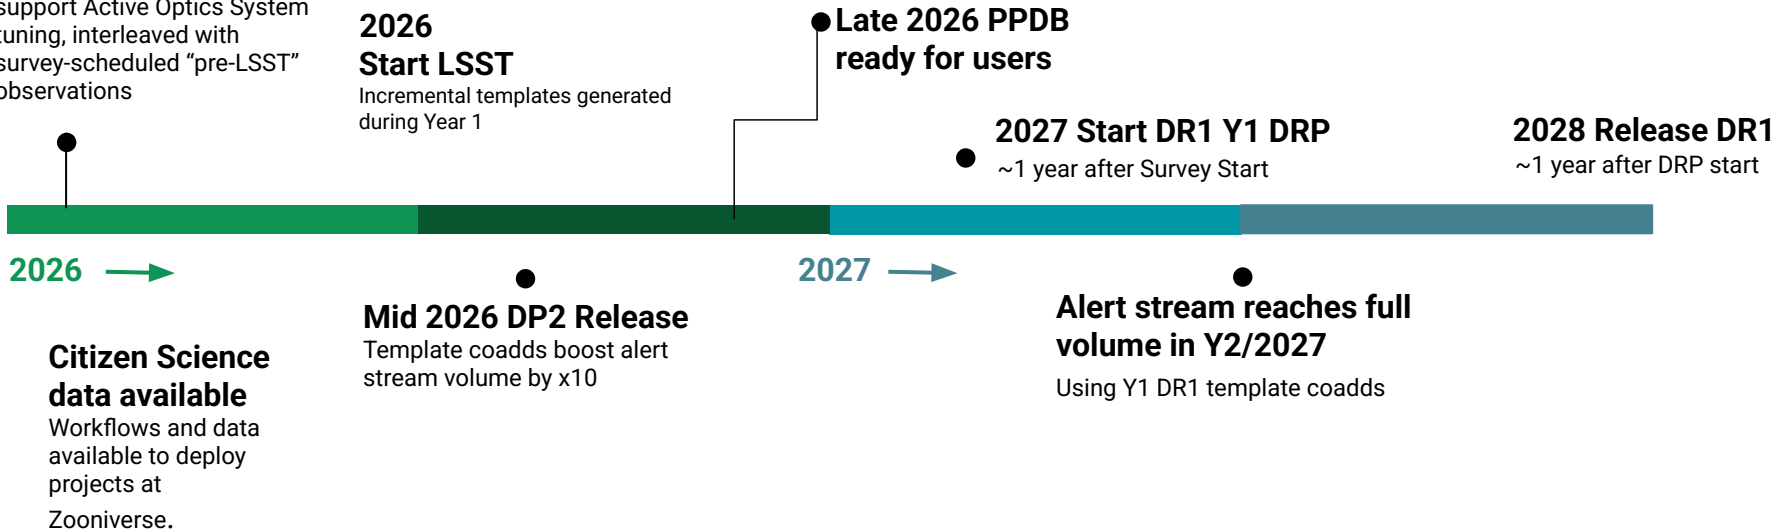 support Active Optics System
tuning, interleaved with
survey-scheduled “pre-LSST”
observations
2026
Start LSST
Incremental templates generated
during Year 1
Late 2026 PPDB
ready for users
2027 Start DR1 Y1 DRP
~1 year after Survey Start
2028 Release DR1
~1 year after DRP start
2026
2027
Citizen Science
data available
Workflows and data
available to deploy
projects at
Zooniverse.
Mid 2026 DP2 Release
Template coadds boost alert
stream volume by x10
Alert stream reaches full
volume in Y2/2027
Using Y1 DR1 template coadds